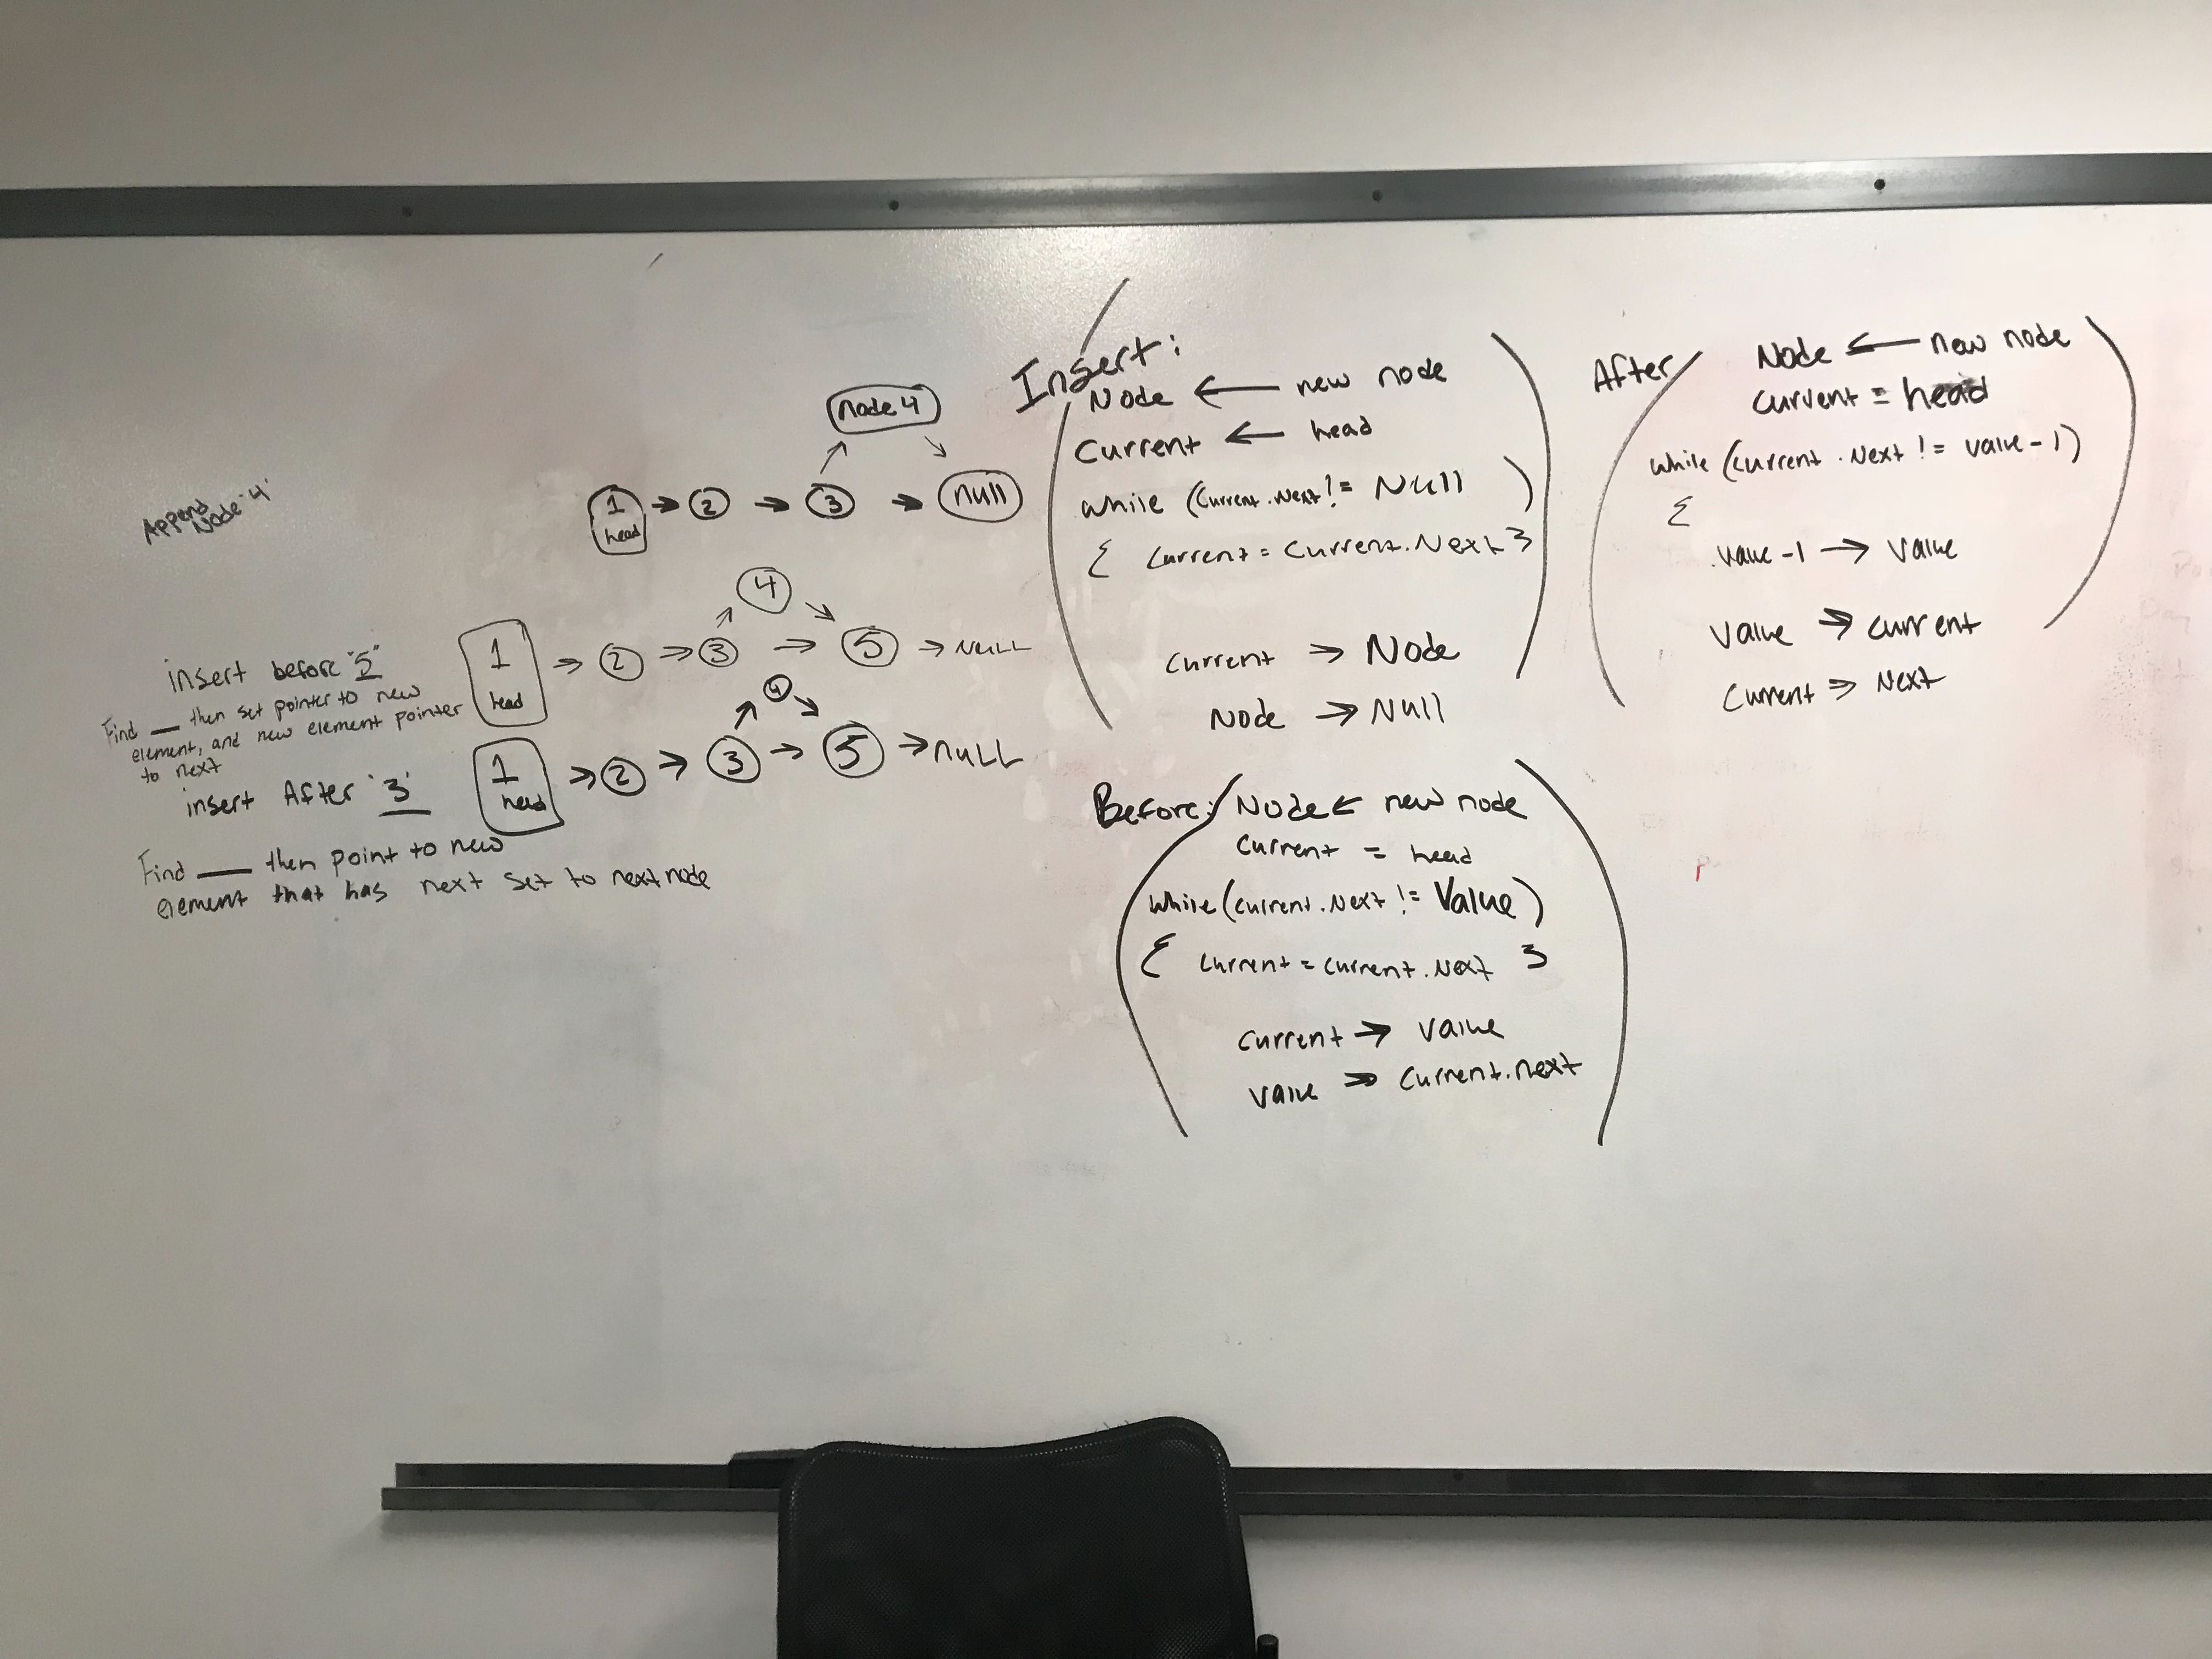 Append
Node "4"
node 4
1 → 2 → 3 → null
head
insert before "5"
Find __ then set pointer to new
element, and new element pointer
to next
4
1 → 2 → 3 → 5 → NULL
head
insert After '3'
Find __ then point to new
element that has next set to next node
4
1 → 2 → 3 → 5 → NULL
head
Insert:
Node ← new node
Current ← head
while (Current.Next != Null)
{ Current = Current.Next }
Current → Node
Node → Null
Before:
Node ← new node
Current = head
While (Current.Next != Value)
{ Current = Current.Next }
Current → Value
Value → Current.next
After
Node ← new node
Current = head
While (Current.Next != Value - 1)
{
Value - 1 → Value
Value → Current
Current → Next